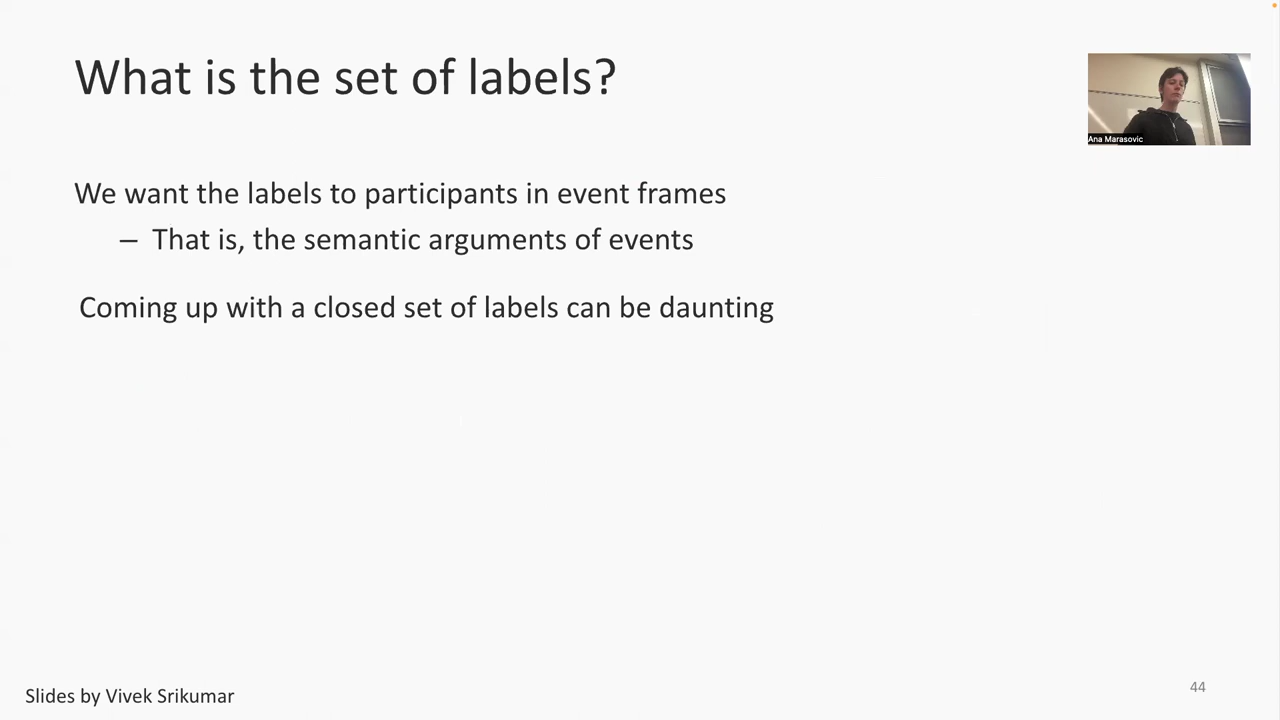 What is the set of labels?
Ana Marasovic
We want the labels to participants in event frames
– That is, the semantic arguments of events
Coming up with a closed set of labels can be daunting
Slides by Vivek Srikumar
44